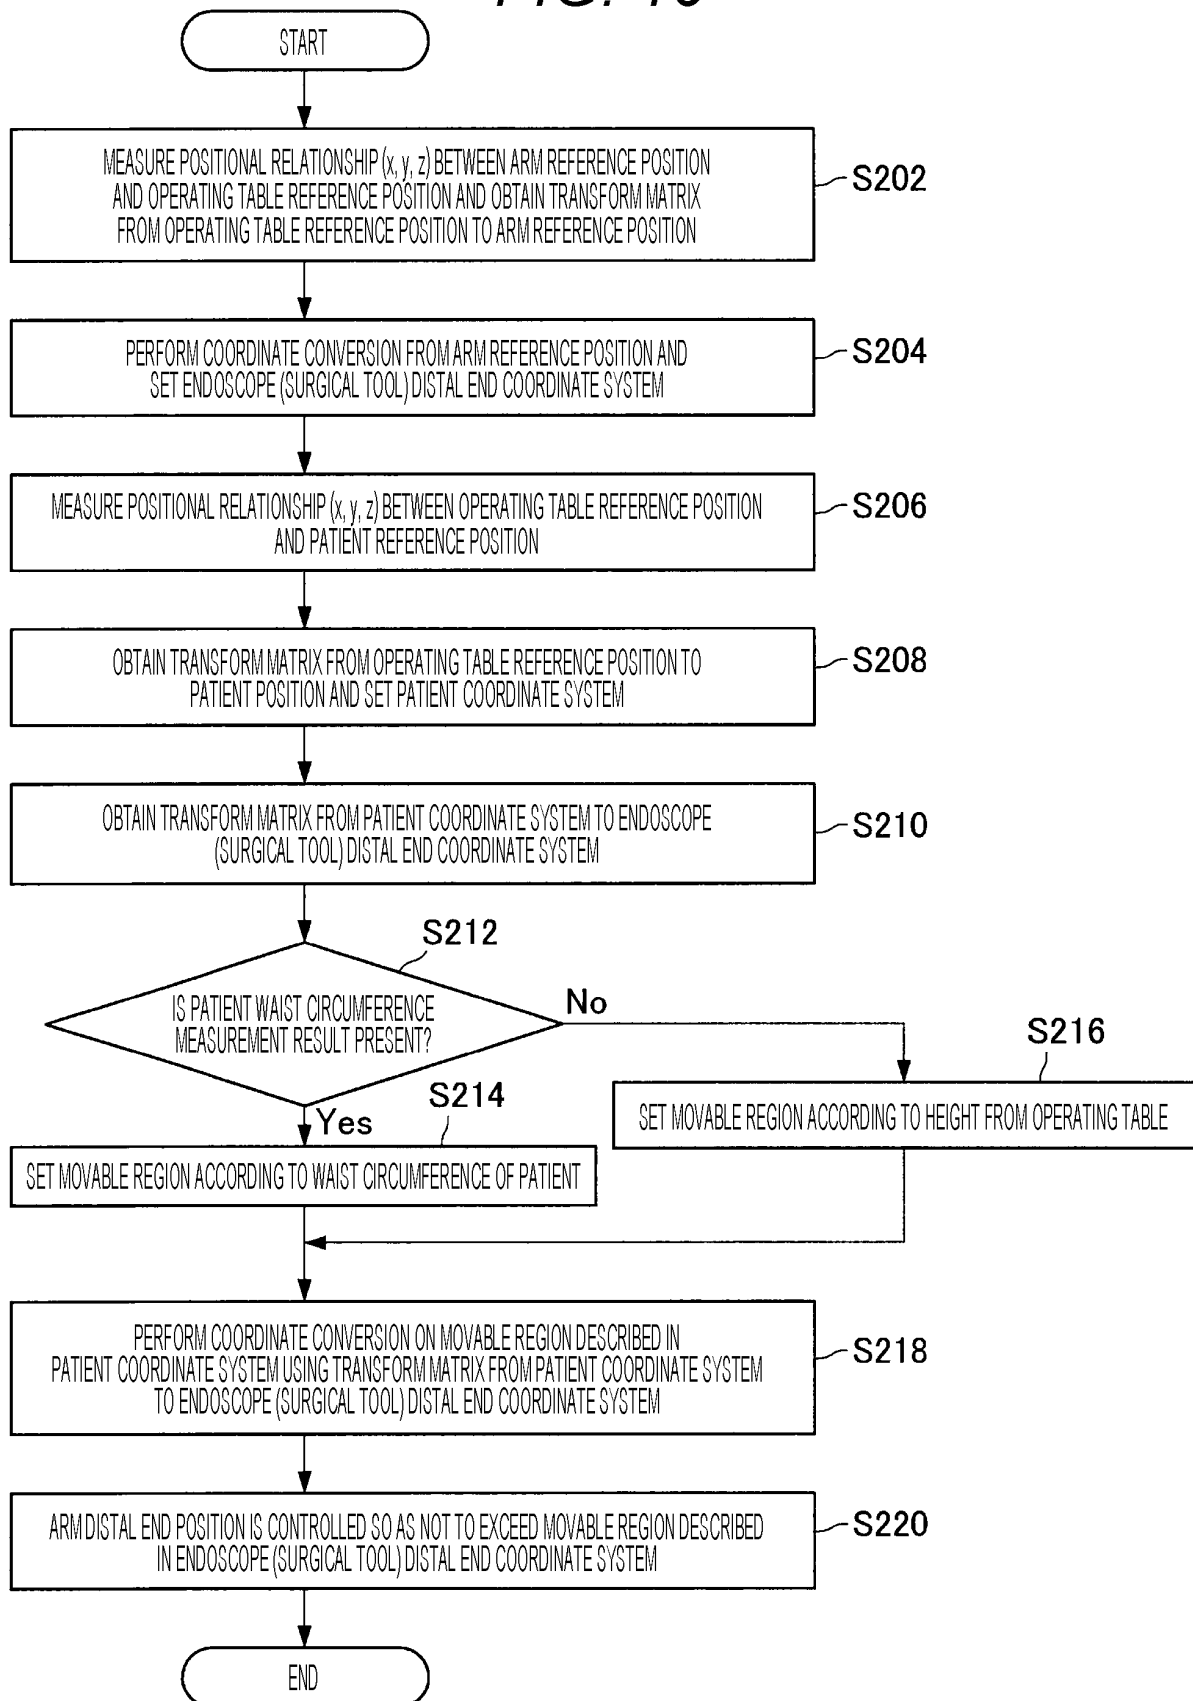 START
MEASURE POSITIONAL RELATIONSHIP (x, y, z) BETWEEN ARM REFERENCE POSITION
AND OPERATING TABLE REFERENCE POSITION AND OBTAIN TRANSFORM MATRIX
FROM OPERATING TABLE REFERENCE POSITION TO ARM REFERENCE POSITION
S202
PERFORM COORDINATE CONVERSION FROM ARM REFERENCE POSITION AND
SET ENDOSCOPE (SURGICAL TOOL) DISTAL END COORDINATE SYSTEM
S204
MEASURE POSITIONAL RELATIONSHIP (x, y, z) BETWEEN OPERATING TABLE REFERENCE POSITION
AND PATIENT REFERENCE POSITION
S206
OBTAIN TRANSFORM MATRIX FROM OPERATING TABLE REFERENCE POSITION TO
PATIENT POSITION AND SET PATIENT COORDINATE SYSTEM
S208
OBTAIN TRANSFORM MATRIX FROM PATIENT COORDINATE SYSTEM TO ENDOSCOPE
(SURGICAL TOOL) DISTAL END COORDINATE SYSTEM
S210
S212
IS PATIENT WAIST CIRCUMFERENCE
MEASUREMENT RESULT PRESENT?
No
Yes
S214
SET MOVABLE REGION ACCORDING TO WAIST CIRCUMFERENCE OF PATIENT
S216
SET MOVABLE REGION ACCORDING TO HEIGHT FROM OPERATING TABLE
PERFORM COORDINATE CONVERSION ON MOVABLE REGION DESCRIBED IN
PATIENT COORDINATE SYSTEM USING TRANSFORM MATRIX FROM PATIENT COORDINATE SYSTEM
TO ENDOSCOPE (SURGICAL TOOL) DISTAL END COORDINATE SYSTEM
S218
ARM DISTAL END POSITION IS CONTROLLED SO AS NOT TO EXCEED MOVABLE REGION DESCRIBED
IN ENDOSCOPE (SURGICAL TOOL) DISTAL END COORDINATE SYSTEM
S220
END